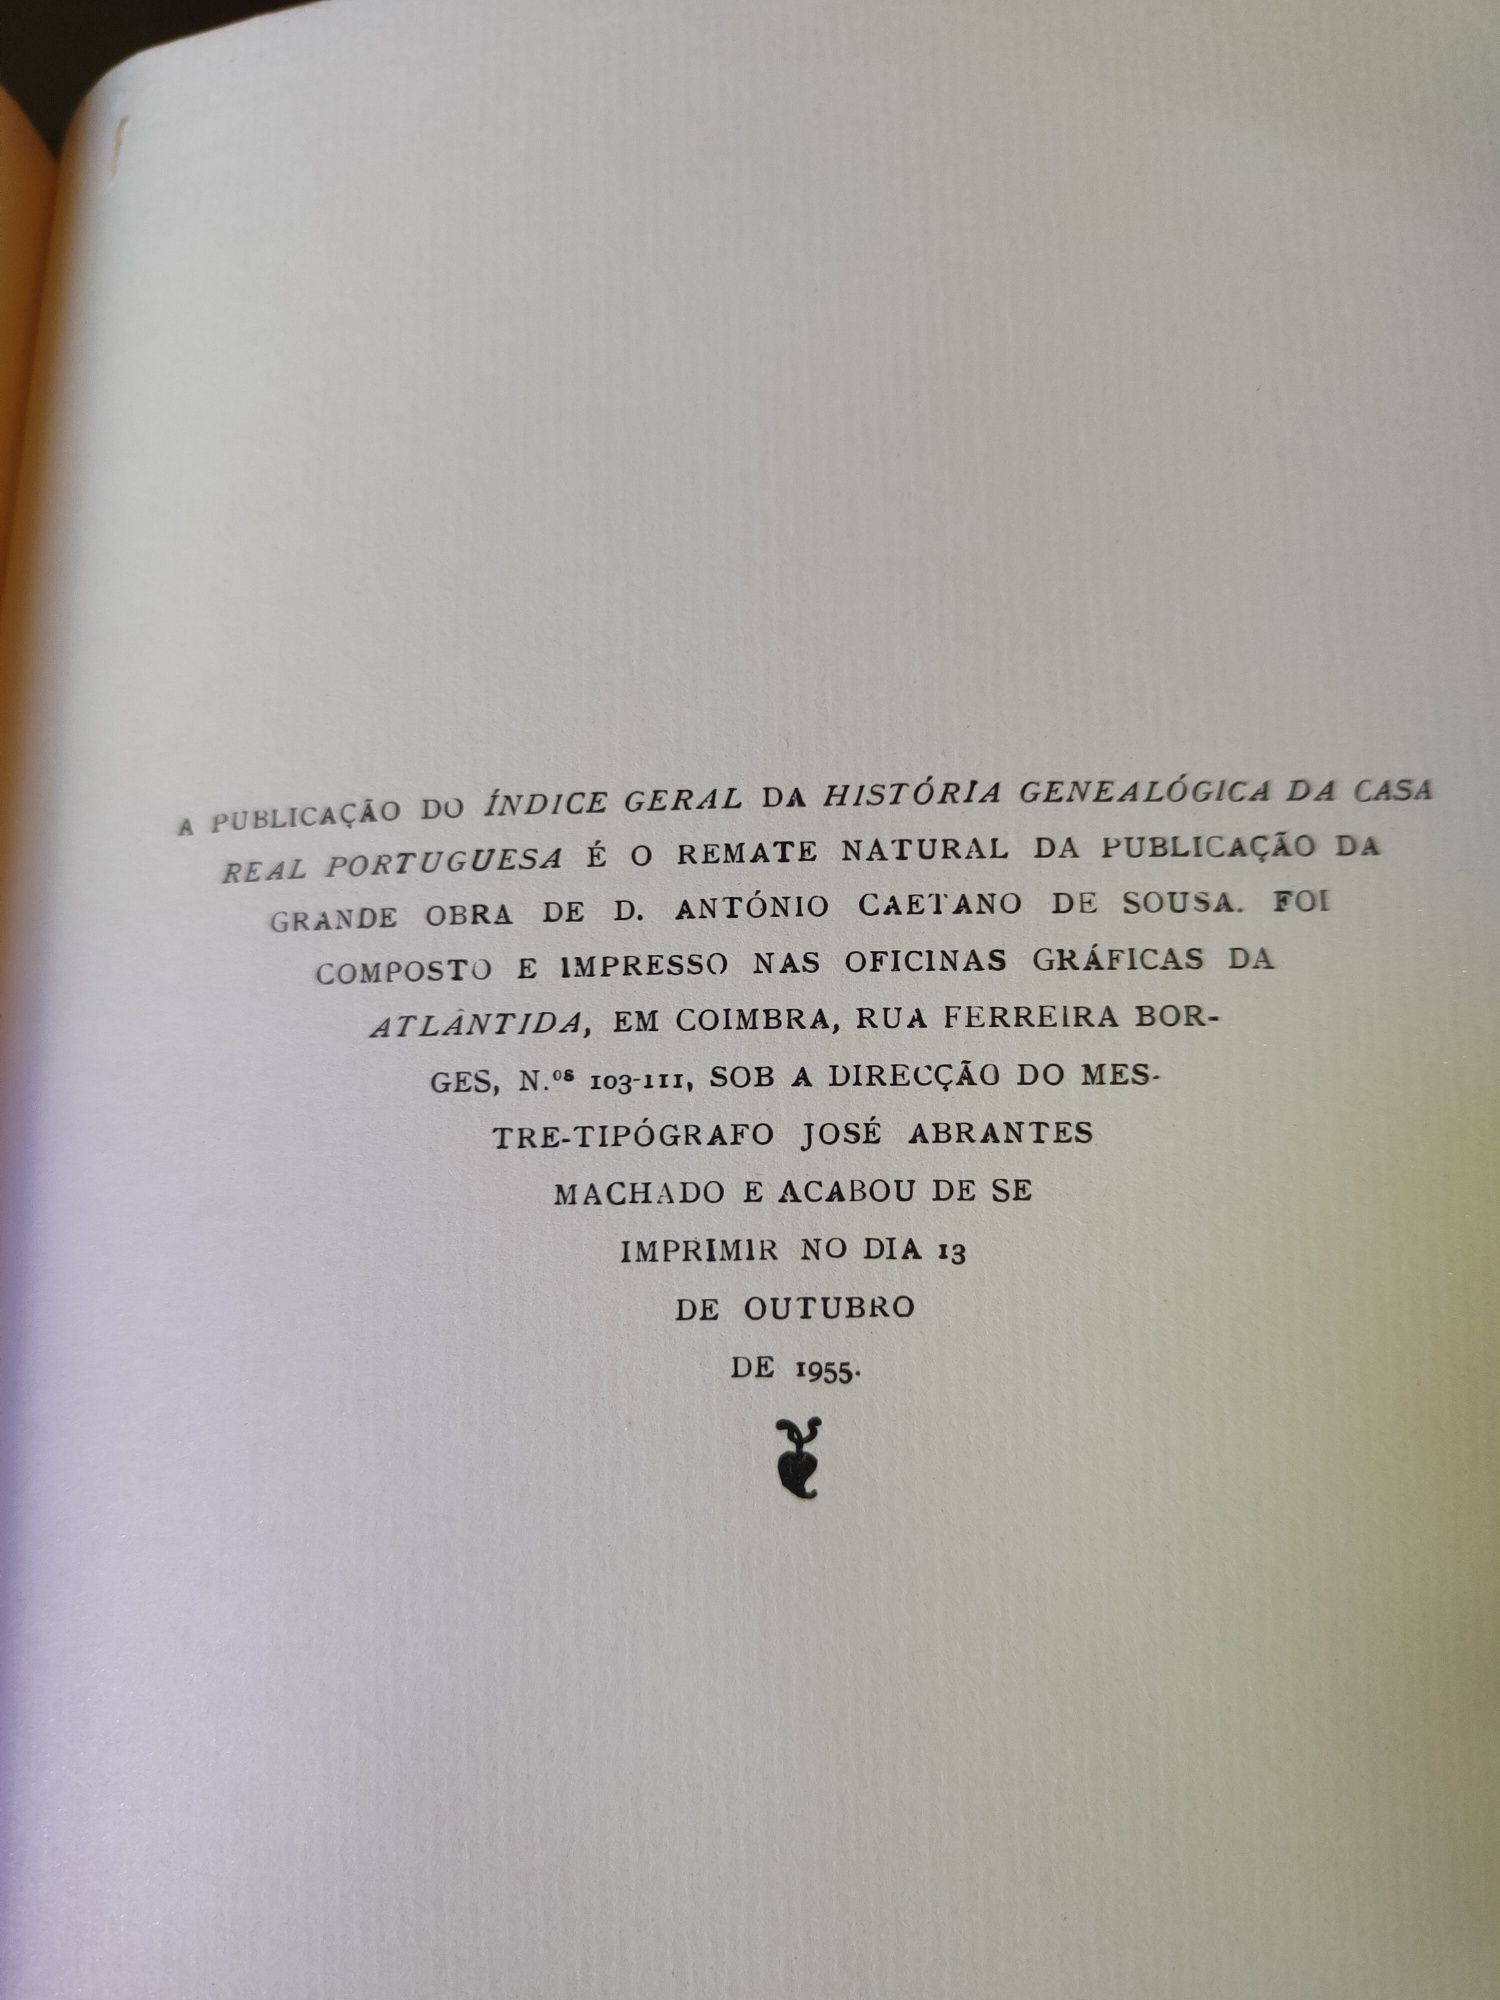 A PUBLICAÇÃO DO ÍNDICE GERAL DA HISTÓRIA GENEALÓGICA DA CASA
REAL PORTUGUESA É O REMATE NATURAL DA PUBLICAÇÃO DA
GRANDE OBRA DE D. ANTÓNIO CAETANO DE SOUSA. FOI
COMPOSTO E IMPRESSO NAS OFICINAS GRÁFICAS DA
ATLÂNTIDA, EM COIMBRA, RUA FERREIRA BOR-
GES, N.ºˢ 103-111, SOB A DIRECÇÃO DO MES-
TRE-TIPÓGRAFO JOSÉ ABRANTES
MACHADO E ACABOU DE SE
IMPRIMIR NO DIA 13
DE OUTUBRO
DE 1955.